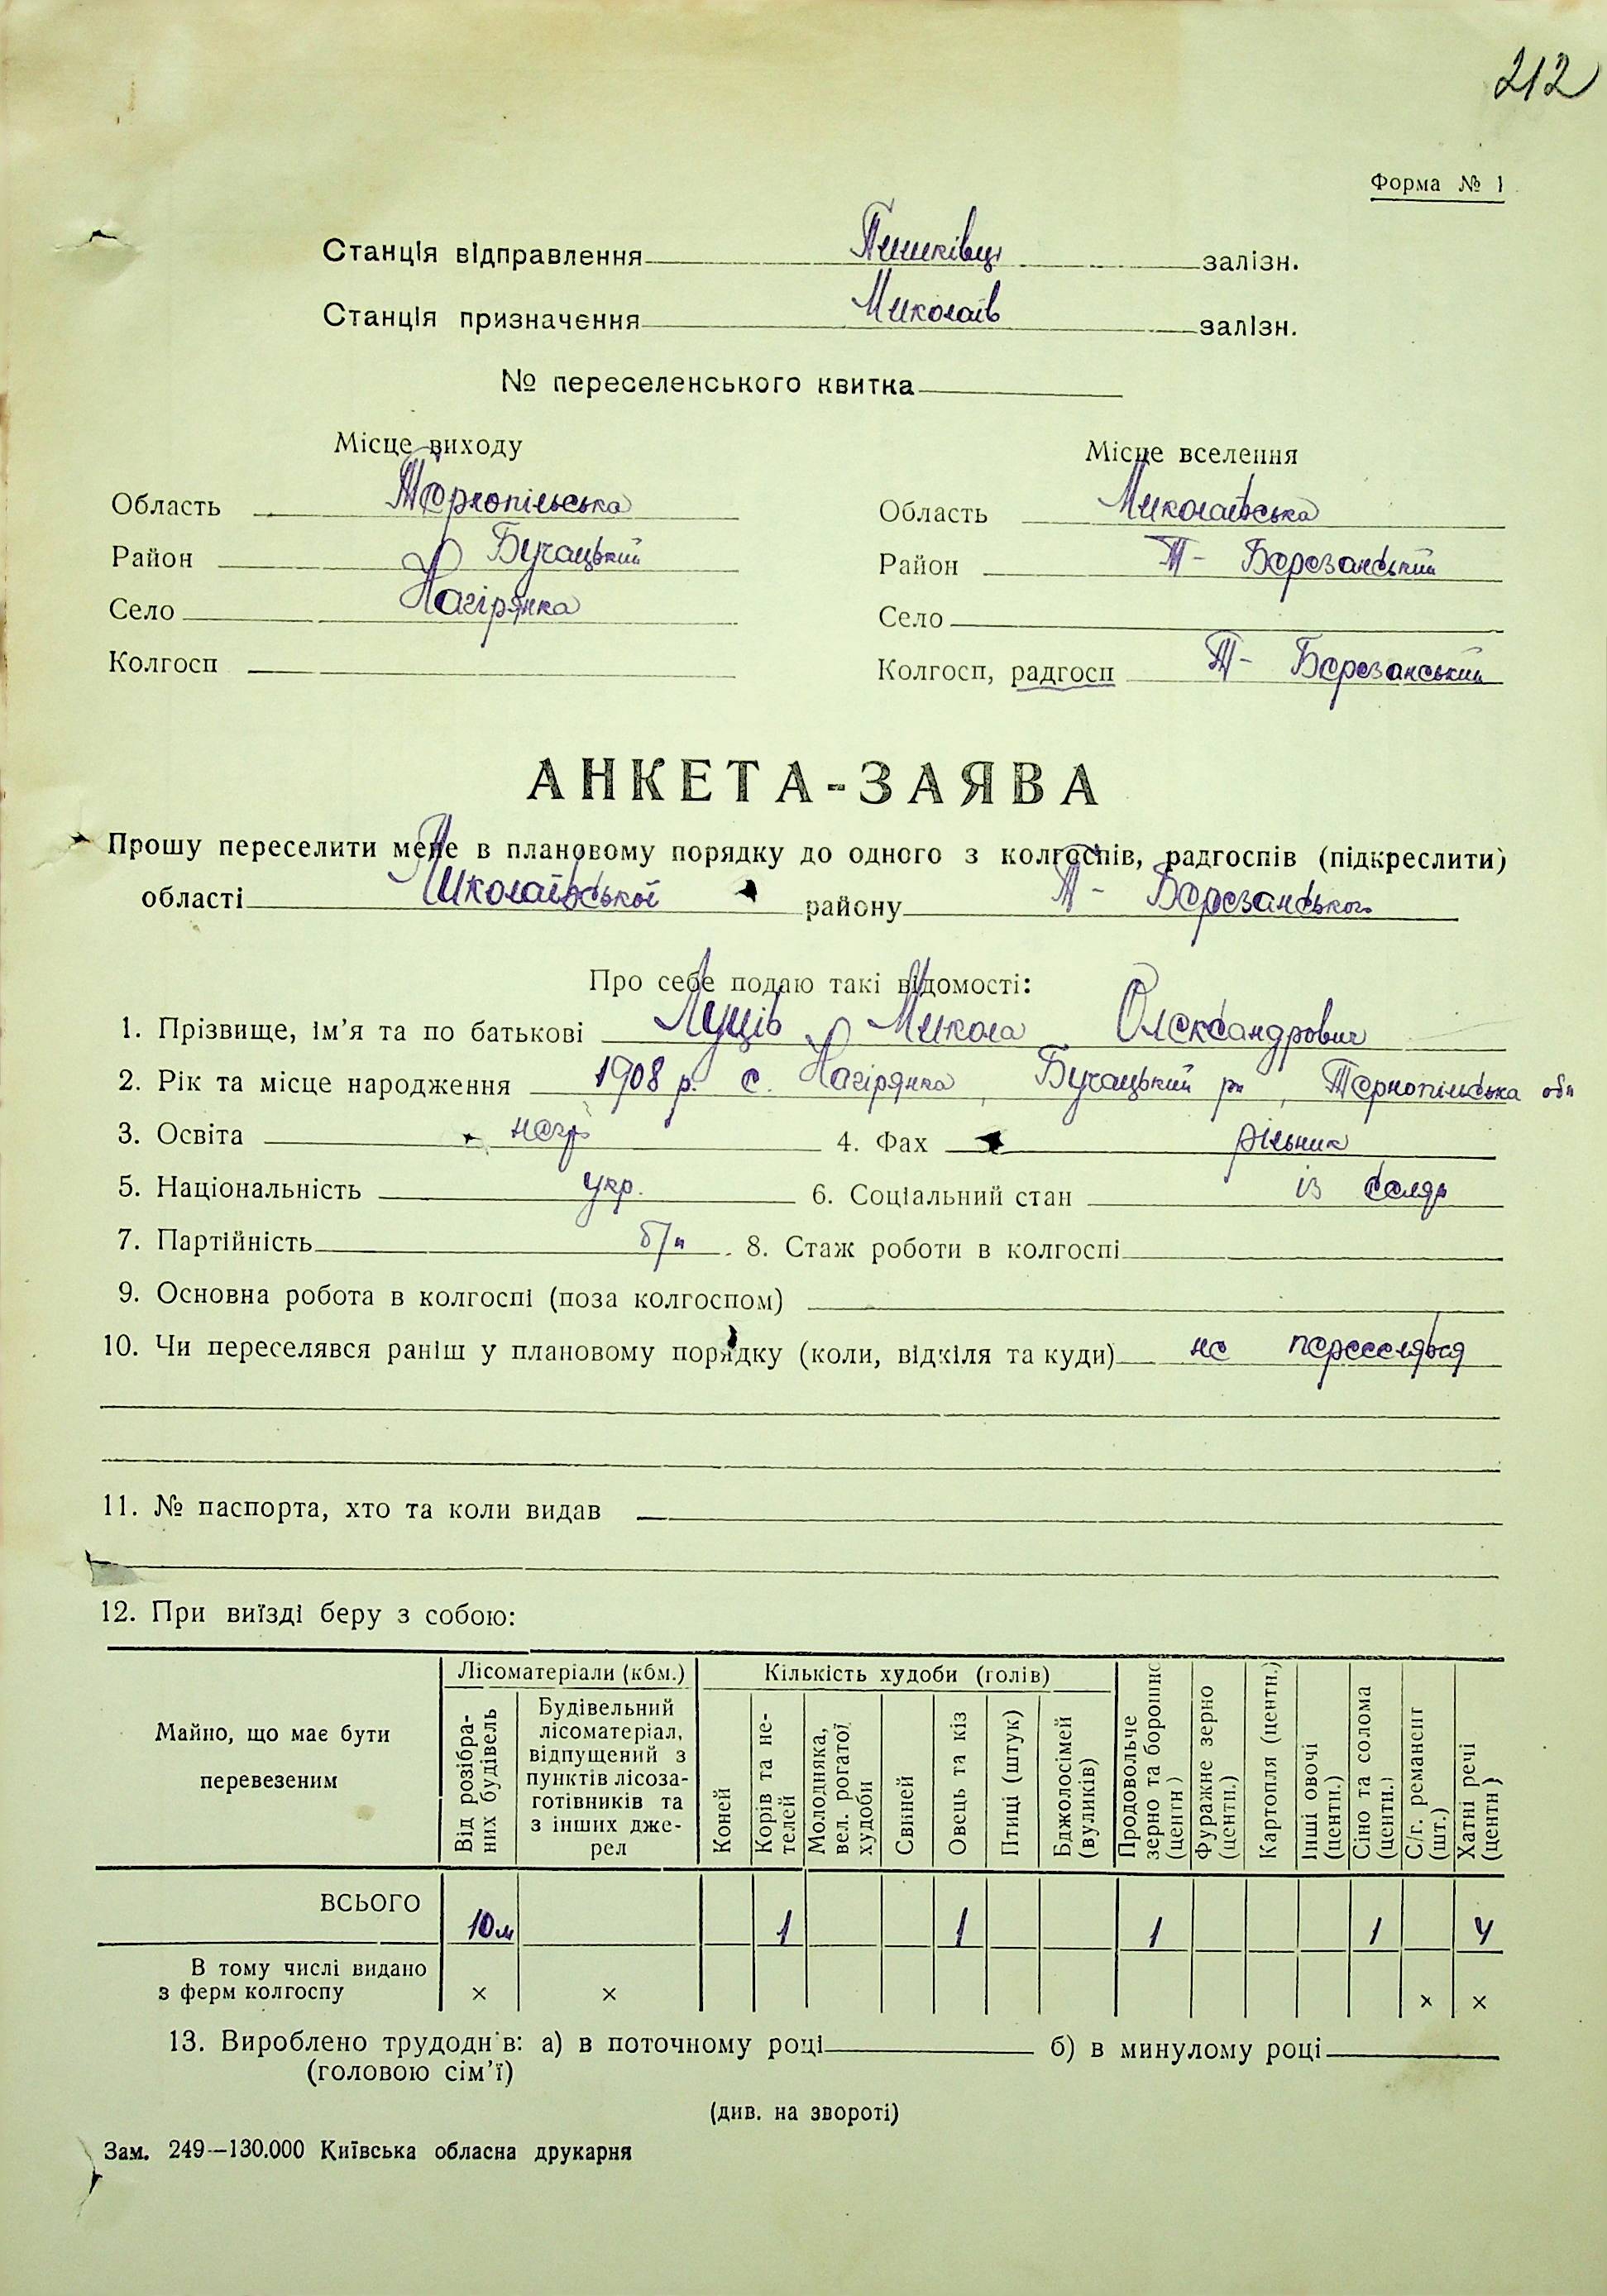 212
Форма № 1
Станція відправлення Пишківці залізн.
Станція призначення Миколаїв залізн.
№ переселенського квитка
Місце виходу
Місце вселення
Область Тернопільська
Область Миколаївська
Район Бучацький
Район Т- Березанський
Село Нагірянка
Село
Колгосп
Колгосп, радгосп Т- Березанський
АНКЕТА-ЗАЯВА
Прошу переселити мене в плановому порядку до одного з колгоспів, радгоспів (підкреслити)
області Миколаївської району Т- Березанського
Про себе подаю такі відомості:
1. Прізвище, ім’я та по батькові Луців Микола Олександрович
2. Рік та місце народження 1908 р. с. Нагірянка, Бучацький рн, Тернопільська обл
3. Освіта 4. Фах рільник
5. Національність укр. 6. Соціальний стан із селяр
7. Партійність б/п 8. Стаж роботи в колгоспі
9. Основна робота в колгоспі (поза колгоспом)
10. Чи переселявся раніш у плановому порядку (коли, відкіля та куди) не переселявся
11. № паспорта, хто та коли видав
12. При виїзді беру з собою:
Майно, що має бути перевезеним
Лісоматеріали (кбм.)
Кількість худоби (голів)
Від розібраних будівель
Будівельний лісоматеріал, відпущений з пунктів лісоза-готівників та з інших дже-рел
Коней
Корів та не-телей
Молодняка, вел. рогатої худоби
Свиней
Овець та кіз
Птиці (штук)
Бджолосімей (вуликів)
Продовольче зерно та борошно (центн)
Фуражне зерно (центн.)
Картопля (центн.)
Інші овочі (центн.)
Сіно та солома (центн.)
С/г. реманент (шт.)
Хатні речі (центн)
ВСЬОГО 10м 1 1 1 1 4
В тому числі видано з ферм колгоспу × × × ×
13. Вироблено трудоднів: а) в поточному році б) в минулому році
(головою сім’ї)
(див. на звороті)
Зам. 249—130.000 Київська обласна друкарня